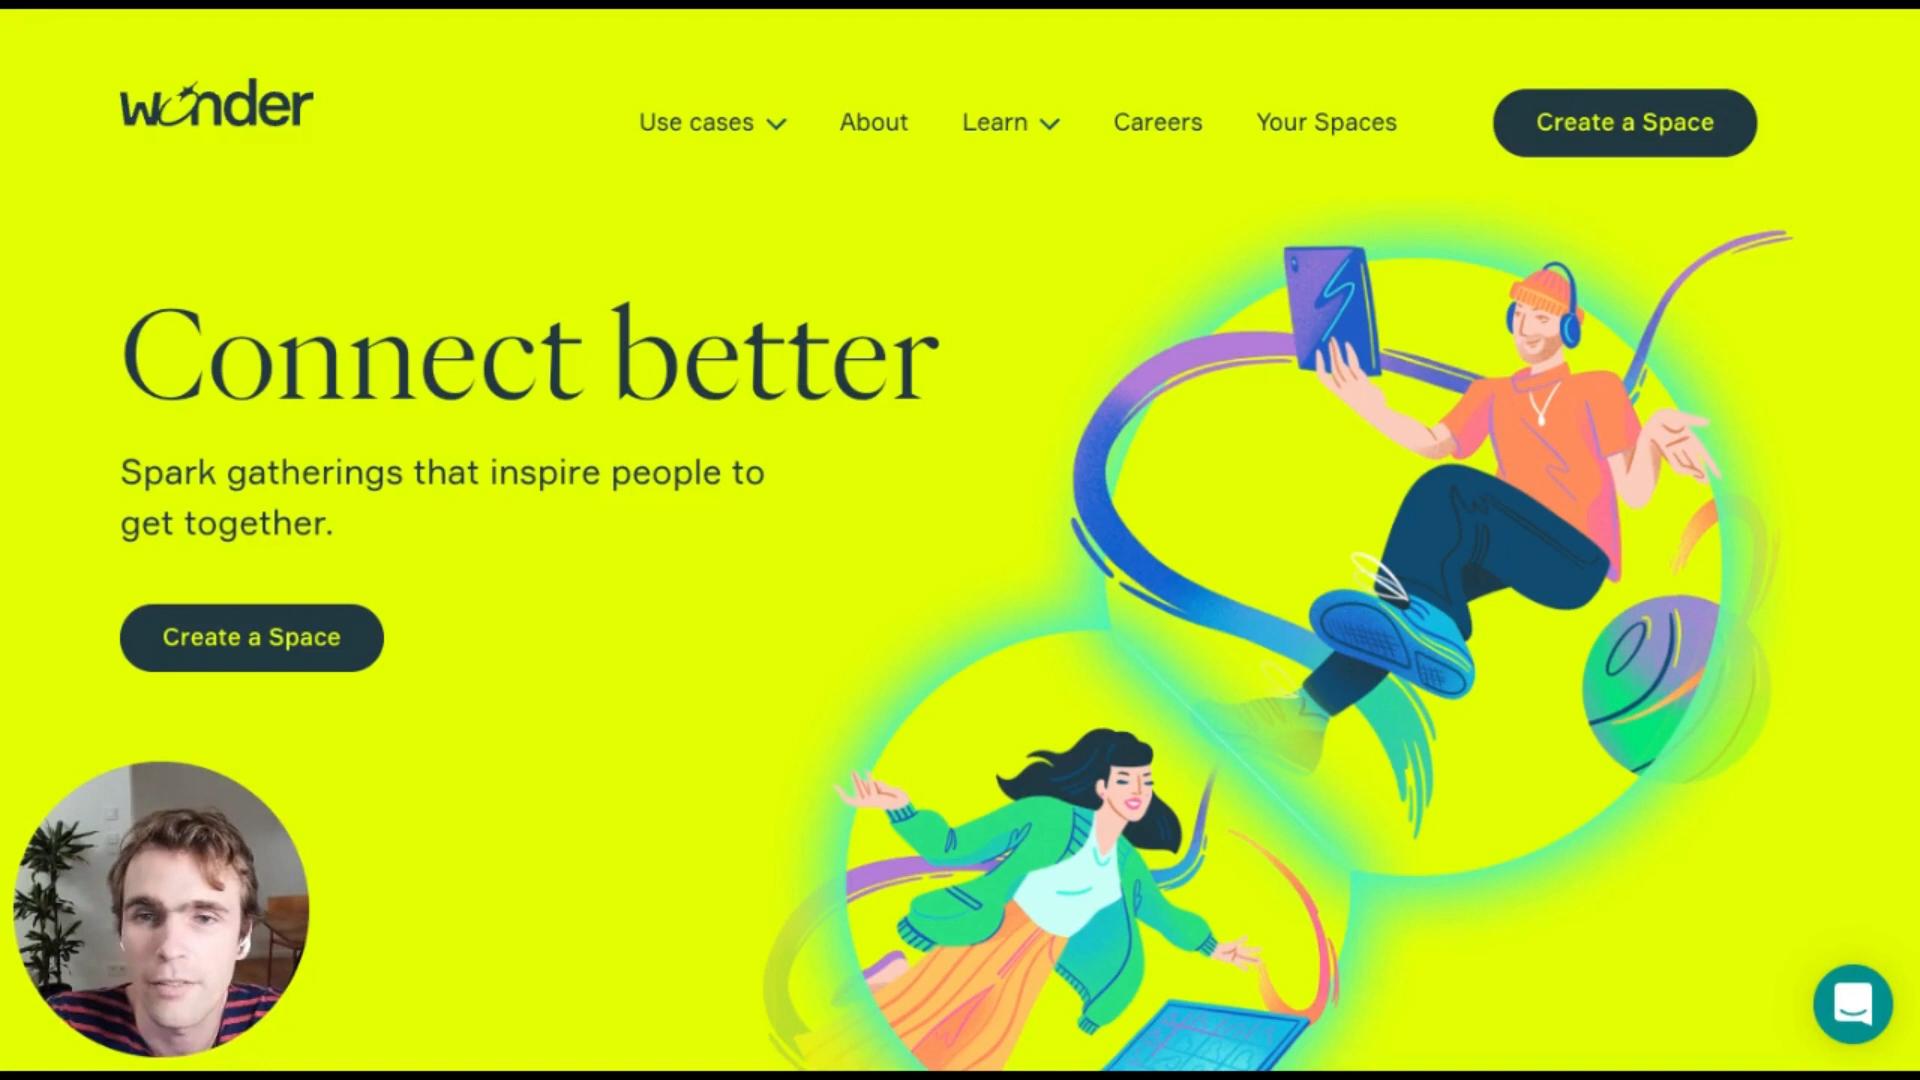 wonder
Use cases
About
Learn
Careers
Your Spaces
Create a Space
Connect better
Spark gatherings that inspire people to
get together.
Create a Space